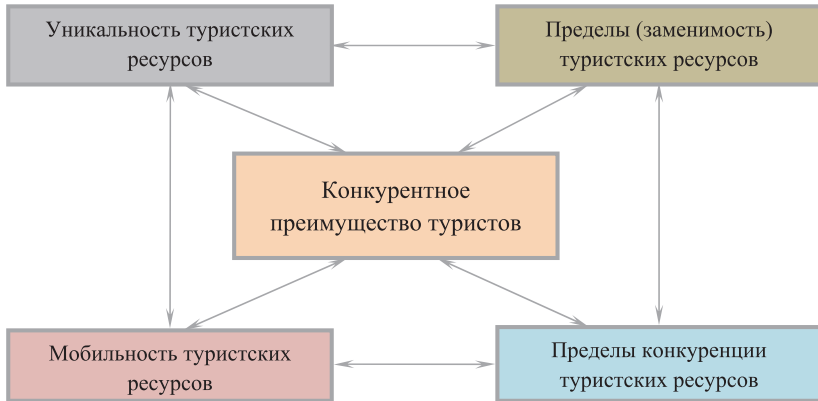 Уникальность туристских
ресурсов
Пределы (заменимость)
туристских ресурсов
Конкурентное
преимущество туристов
Мобильность туристских
ресурсов
Пределы конкуренции
туристских ресурсов